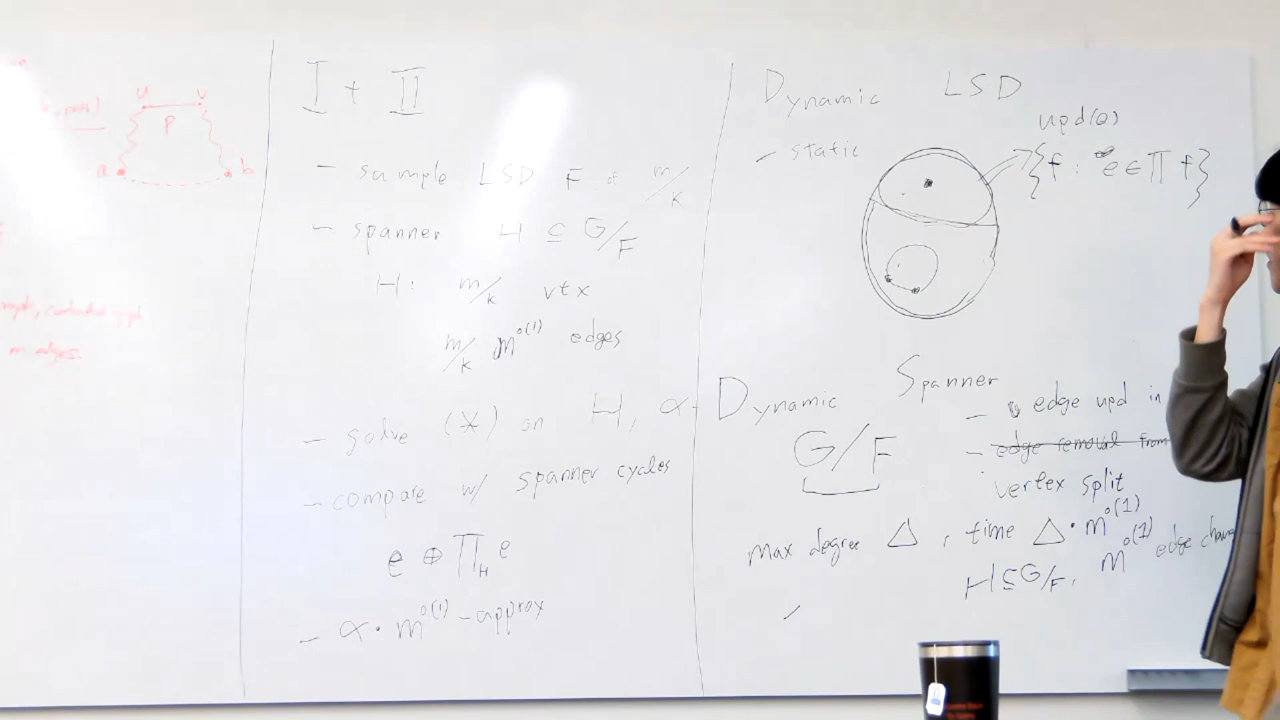 u v
P
a b
m edges.
I + II
- sample LSD F of m/k
- spanner H ⊆ G/F
H: m/k vtx
m/k m^o(1) edges
- solve (*) on H, α-
- compare w/ spanner cycles
e ⊕ Π_H e
- α · m^o(1) - approx
Dynamic LSD
- static
upd(e)
{f : e ∈ Π f}
Dynamic Spanner
G/F
- edge upd in
- edge removal from
vertex split
max degree Δ, time Δ · m^o(1)
H ⊆ G/F, m^o(1) edge